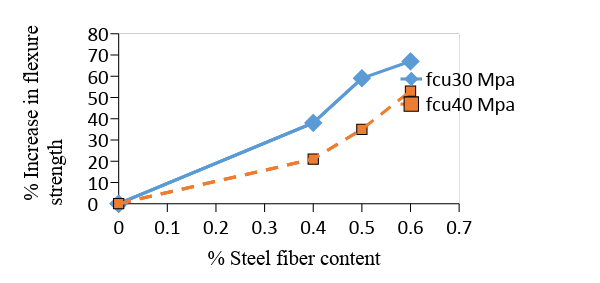 % Increase in flexure
strength
80
70
60
50
40
30
20
10
0
0 0.1 0.2 0.3 0.4 0.5 0.6 0.7
% Steel fiber content
fcu30 Mpa
fcu40 Mpa